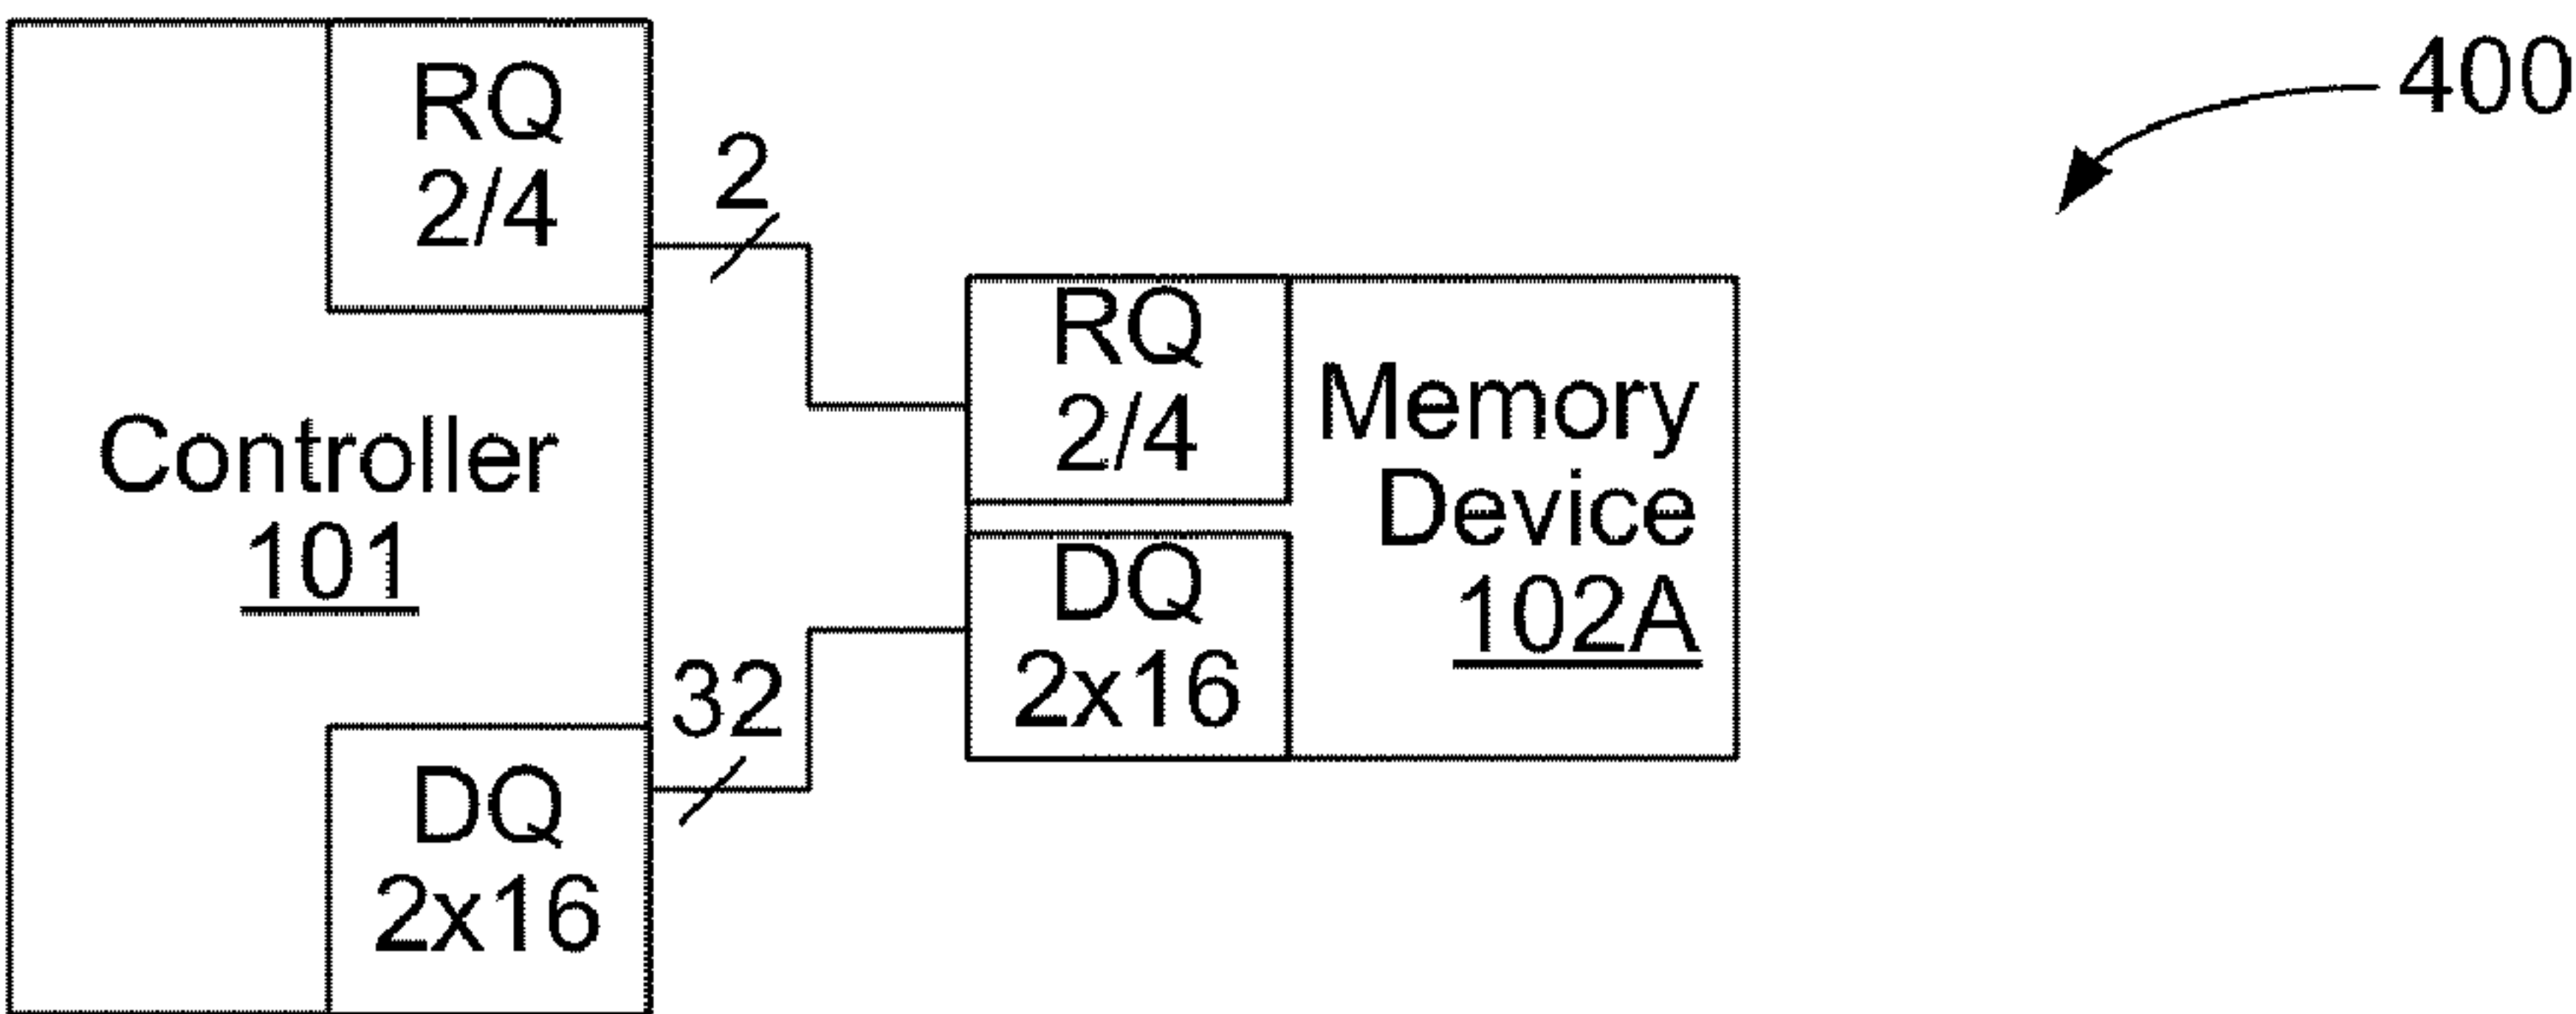 RQ
2/4
2
400
Controller
101
RQ
2/4
Memory
Device
102A
DQ
2x16
32
DQ
2x16